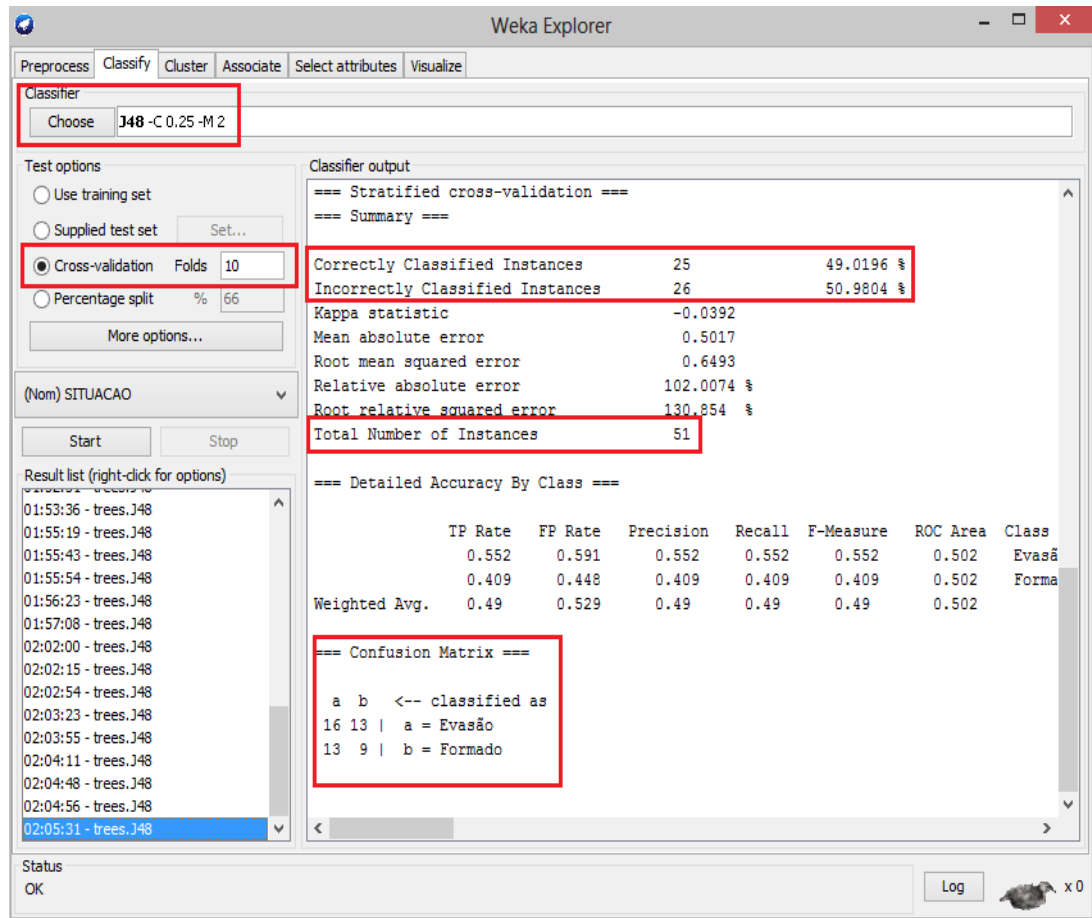 Weka Explorer
Preprocess Classify Cluster Associate Select attributes Visualize
Classifier
Choose J48 -C 0.25 -M 2
Test options
Use training set
Supplied test set Set...
Cross-validation Folds 10
Percentage split % 66
More options...
(Nom) SITUACAO
Start Stop
Result list (right-click for options)
01:53:36 - trees.J48
01:55:19 - trees.J48
01:55:43 - trees.J48
01:55:54 - trees.J48
01:56:23 - trees.J48
01:57:08 - trees.J48
02:02:00 - trees.J48
02:02:15 - trees.J48
02:02:54 - trees.J48
02:03:23 - trees.J48
02:03:55 - trees.J48
02:04:11 - trees.J48
02:04:48 - trees.J48
02:04:56 - trees.J48
02:05:31 - trees.J48
Classifier output
=== Stratified cross-validation ===
=== Summary ===
Correctly Classified Instances 25 49.0196 %
Incorrectly Classified Instances 26 50.9804 %
Kappa statistic -0.0392
Mean absolute error 0.5017
Root mean squared error 0.6493
Relative absolute error 102.0074 %
Root relative squared error 130.854 %
Total Number of Instances 51
=== Detailed Accuracy By Class ===
TP Rate FP Rate Precision Recall F-Measure ROC Area Class
0.552 0.591 0.552 0.552 0.552 0.502 Evasã
0.409 0.448 0.409 0.409 0.409 0.502 Forma
Weighted Avg. 0.49 0.529 0.49 0.49 0.49 0.502
=== Confusion Matrix ===
a b <-- classified as
16 13 | a = Evasão
13 9 | b = Formado
Status
OK
Log
x 0